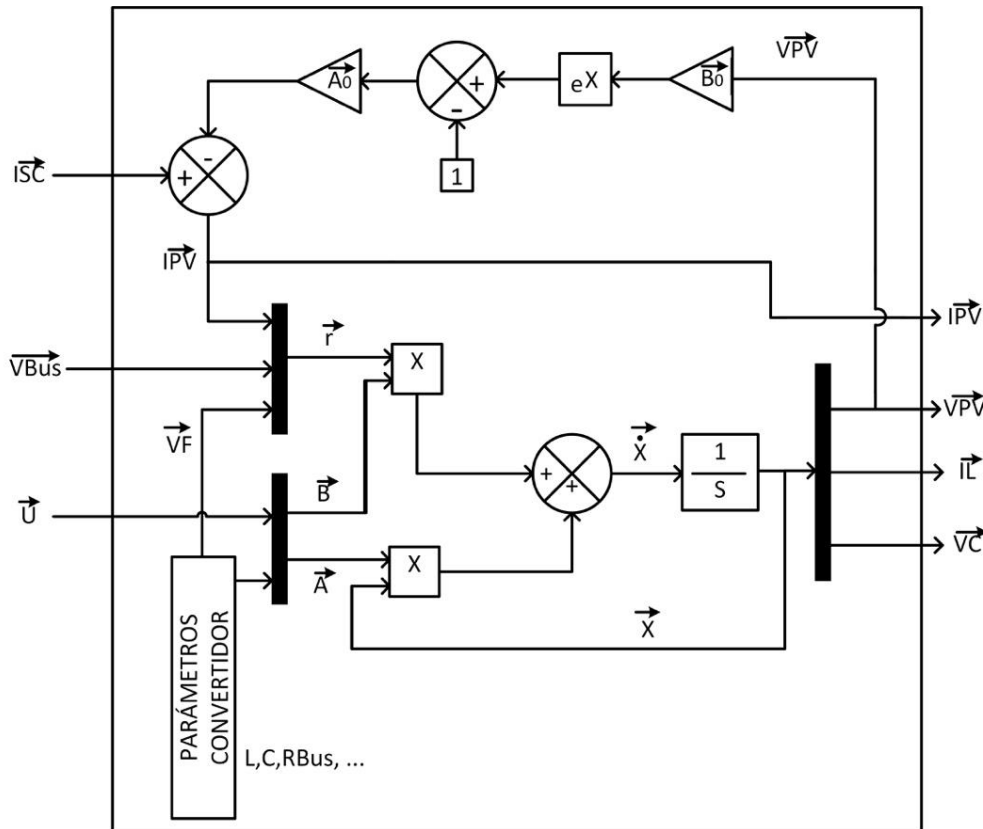 VPV
A0
+
-
eX
B0
1
-
+
ISC
IPV
IPV
r
X
VBus
VF
VPV
X
+
+
1
S
IL
B
U
A
X
VC
X
PARÁMETROS
CONVERTIDOR
L,C,RBus, ...